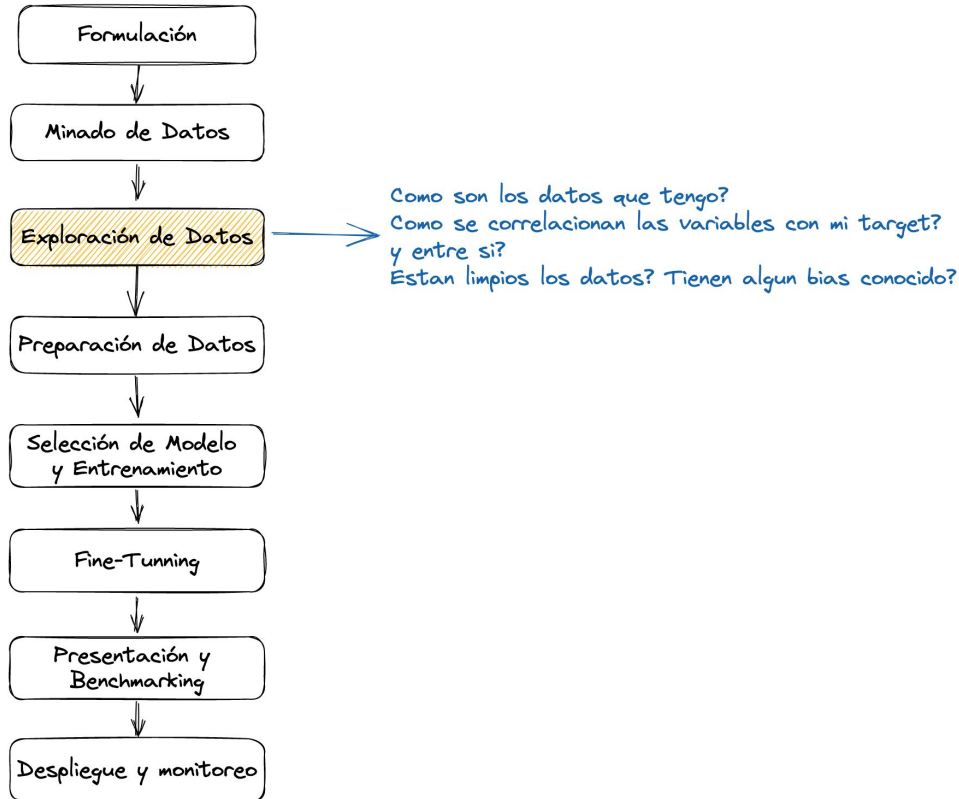 Formulación
Minado de Datos
Exploración de Datos
Como son los datos que tengo?
Como se correlacionan las variables con mi target?
y entre si?
Estan limpios los datos? Tienen algun bias conocido?
Preparación de Datos
Selección de Modelo
y Entrenamiento
Fine-Tunning
Presentación y
Benchmarking
Despliegue y monitoreo